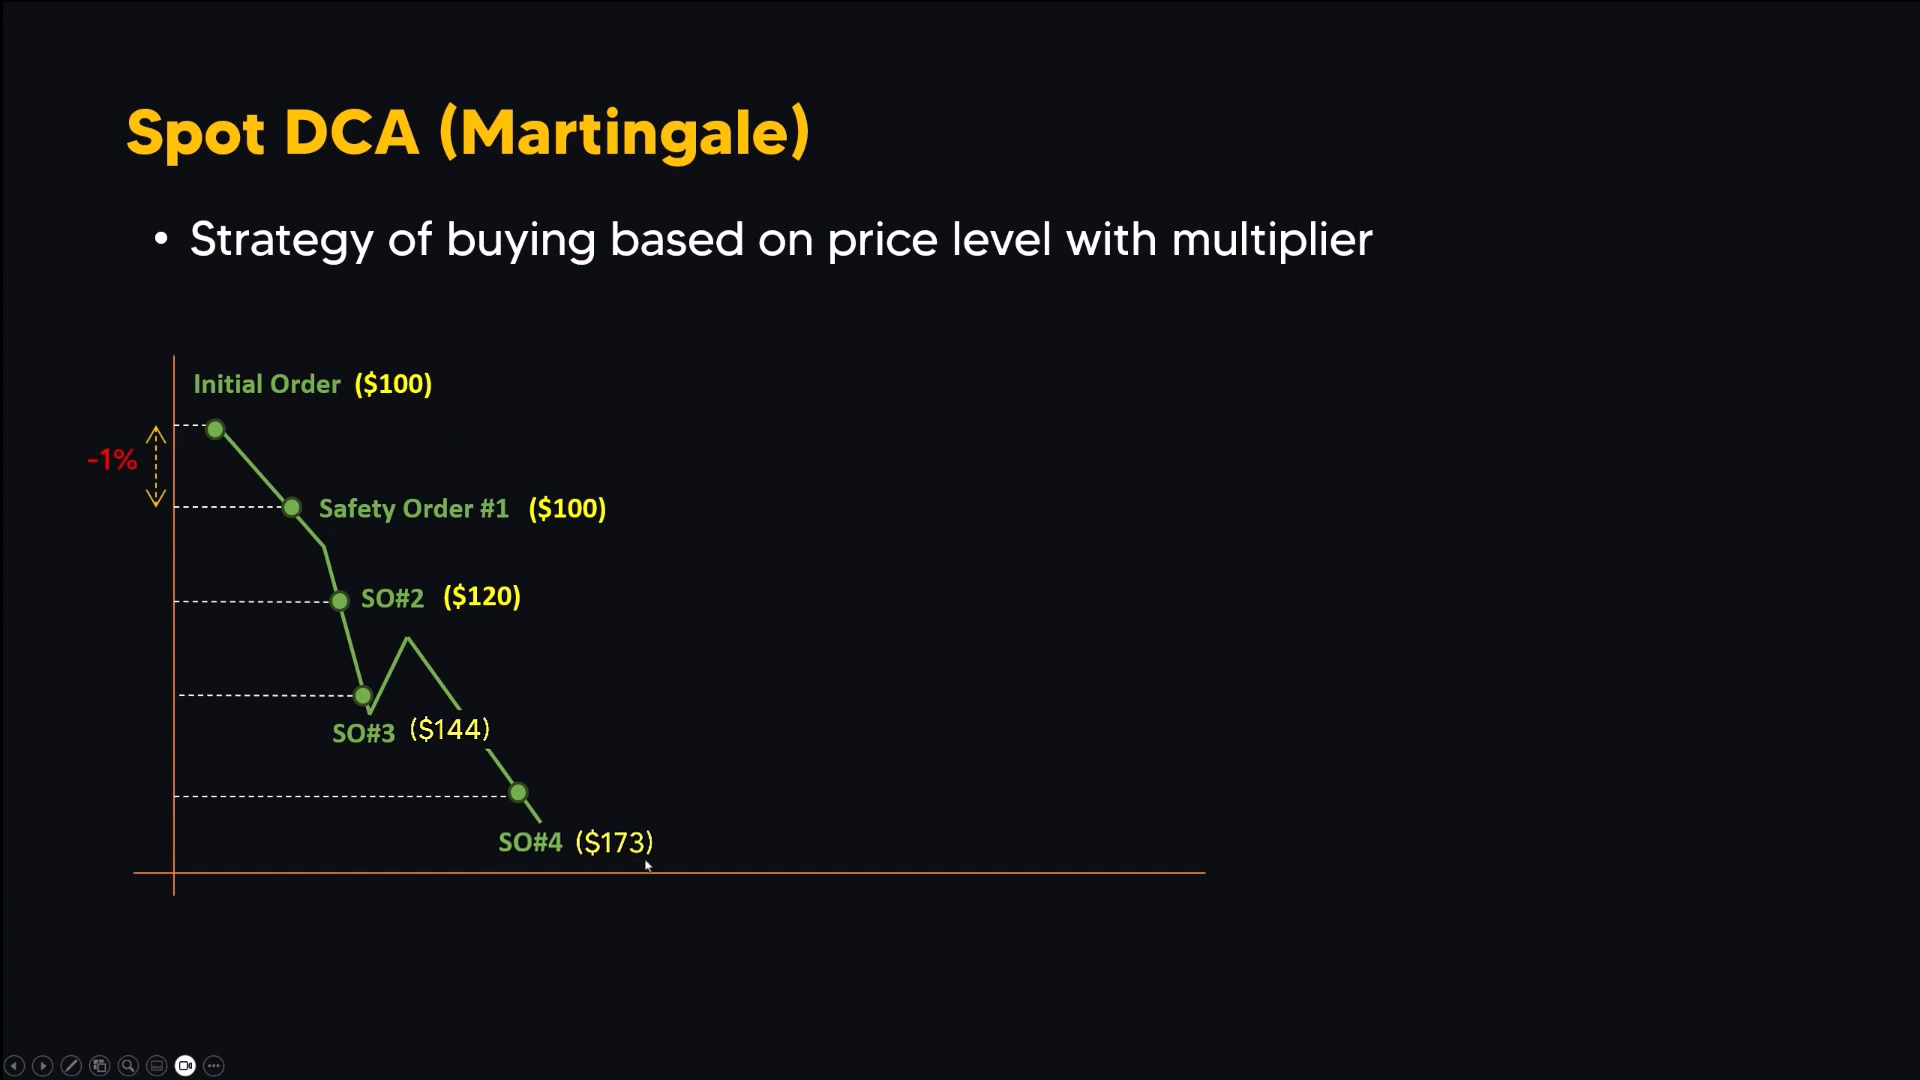 Spot DCA (Martingale)
• Strategy of buying based on price level with multiplier
Initial Order ($100)
-1%
Safety Order #1 ($100)
SO#2 ($120)
SO#3 ($144)
SO#4 ($173)